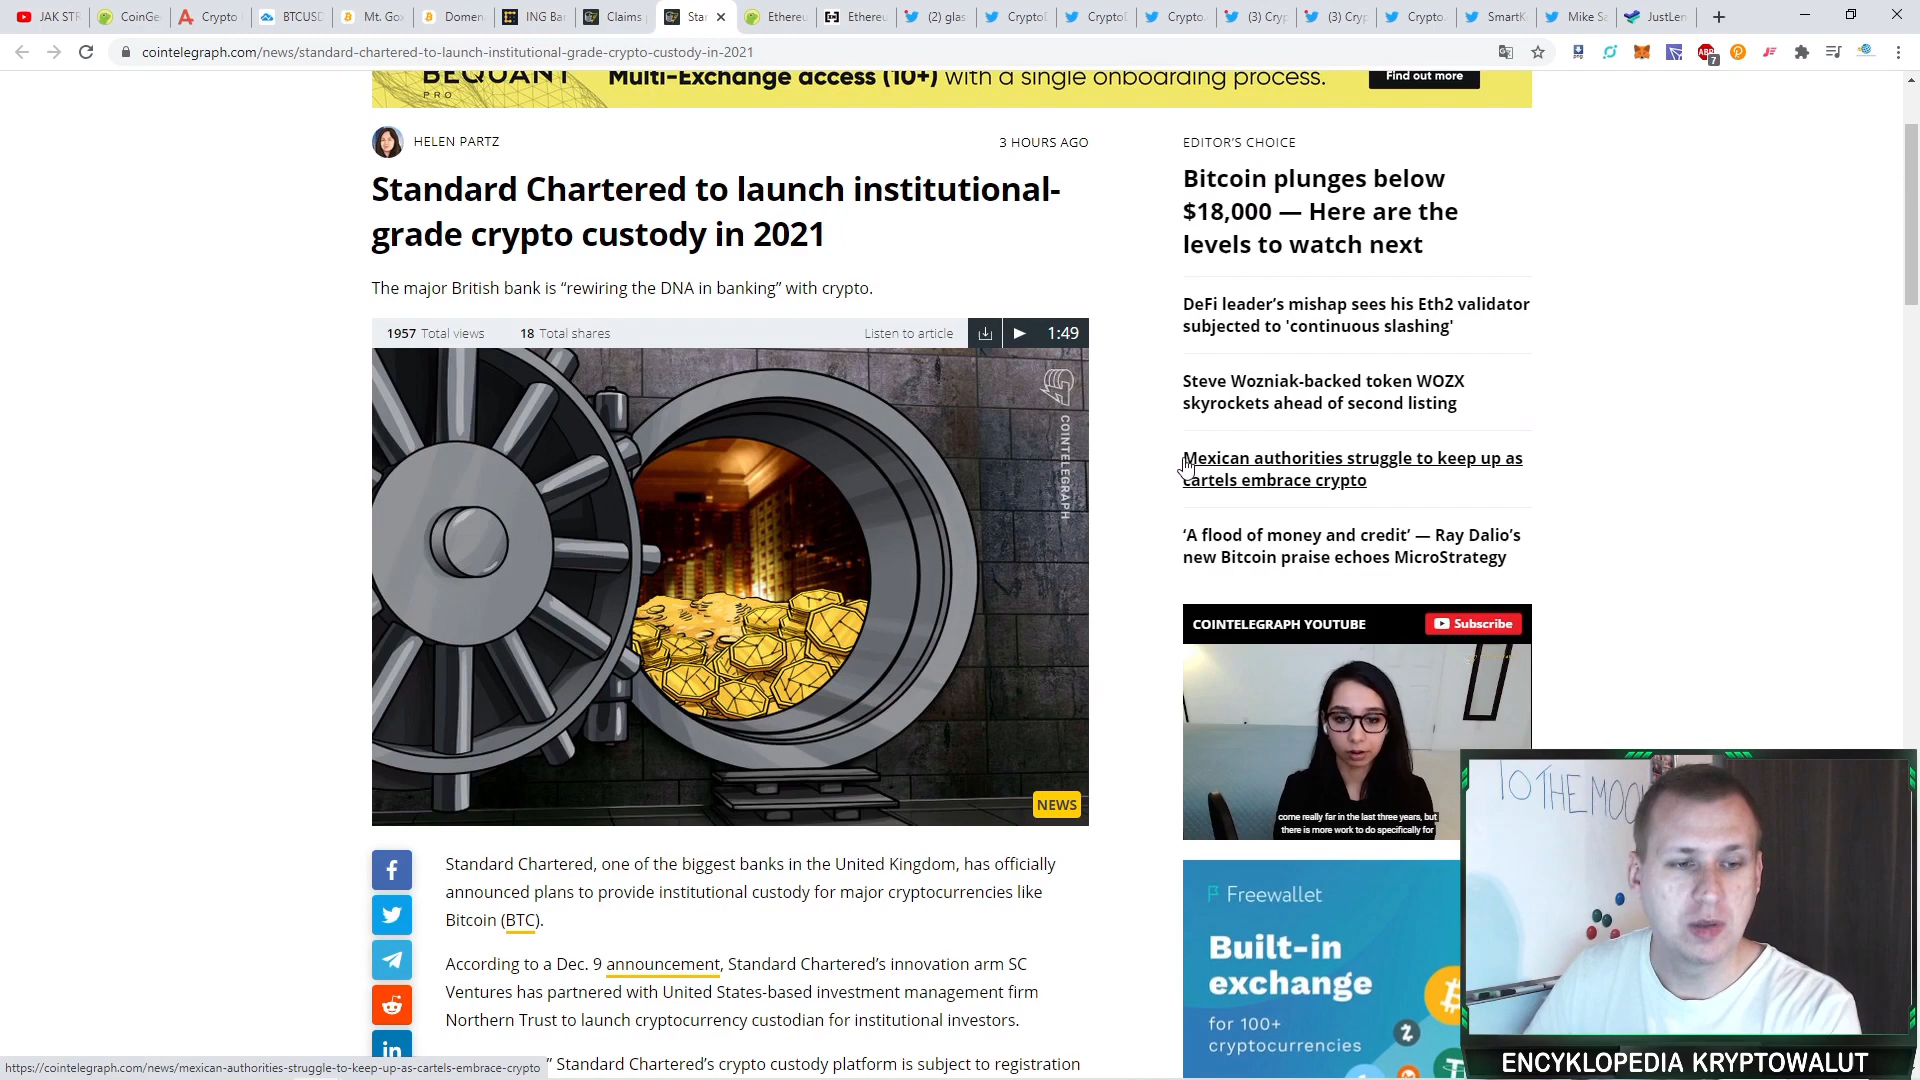 JAK STR
CoinGe
Crypto
BTCUSD
Mt. Gox
Domen
ING Ba
Claims
Star
Ethereu
Ethereu
(2) glas
Crypto
Crypto
Crypto
(3) Cryp
(3) Cryp
Crypto
SmartK
Mike Sa
JustLen
cointelegraph.com/news/standard-chartered-to-launch-institutional-grade-crypto-custody-in-2021
ABP
7
BEQUANT
PRO
Multi-Exchange access (10+) with a single onboarding process.
Find out more
HELEN PARTZ
3 HOURS AGO
Standard Chartered to launch institutional-
grade crypto custody in 2021
The major British bank is “rewiring the DNA in banking” with crypto.
1957 Total views 18 Total shares
Listen to article
1:49
COINTELEGRAPH
NEWS
Standard Chartered, one of the biggest banks in the United Kingdom, has officially
announced plans to provide institutional custody for major cryptocurrencies like
Bitcoin (BTC).
According to a Dec. 9 announcement, Standard Chartered’s innovation arm SC
Ventures has partnered with United States-based investment management firm
Northern Trust to launch cryptocurrency custodian for institutional investors.
” Standard Chartered’s crypto custody platform is subject to registration
EDITOR’S CHOICE
Bitcoin plunges below
$18,000 — Here are the
levels to watch next
DeFi leader’s mishap sees his Eth2 validator
subjected to 'continuous slashing'
Steve Wozniak-backed token WOZX
skyrockets ahead of second listing
Mexican authorities struggle to keep up as
cartels embrace crypto
‘A flood of money and credit’ — Ray Dalio’s
new Bitcoin praise echoes MicroStrategy
COINTELEGRAPH YOUTUBE
Subscribe
come really far in the last three years, but
there is more work to do specifically for
Freewallet
Built-in
exchange
for 100+
cryptocurrencies
TO THE MOO
ENCYKLOPEDIA KRYPTOWALUT
https://cointelegraph.com/news/mexican-authorities-struggle-to-keep-up-as-cartels-embrace-crypto